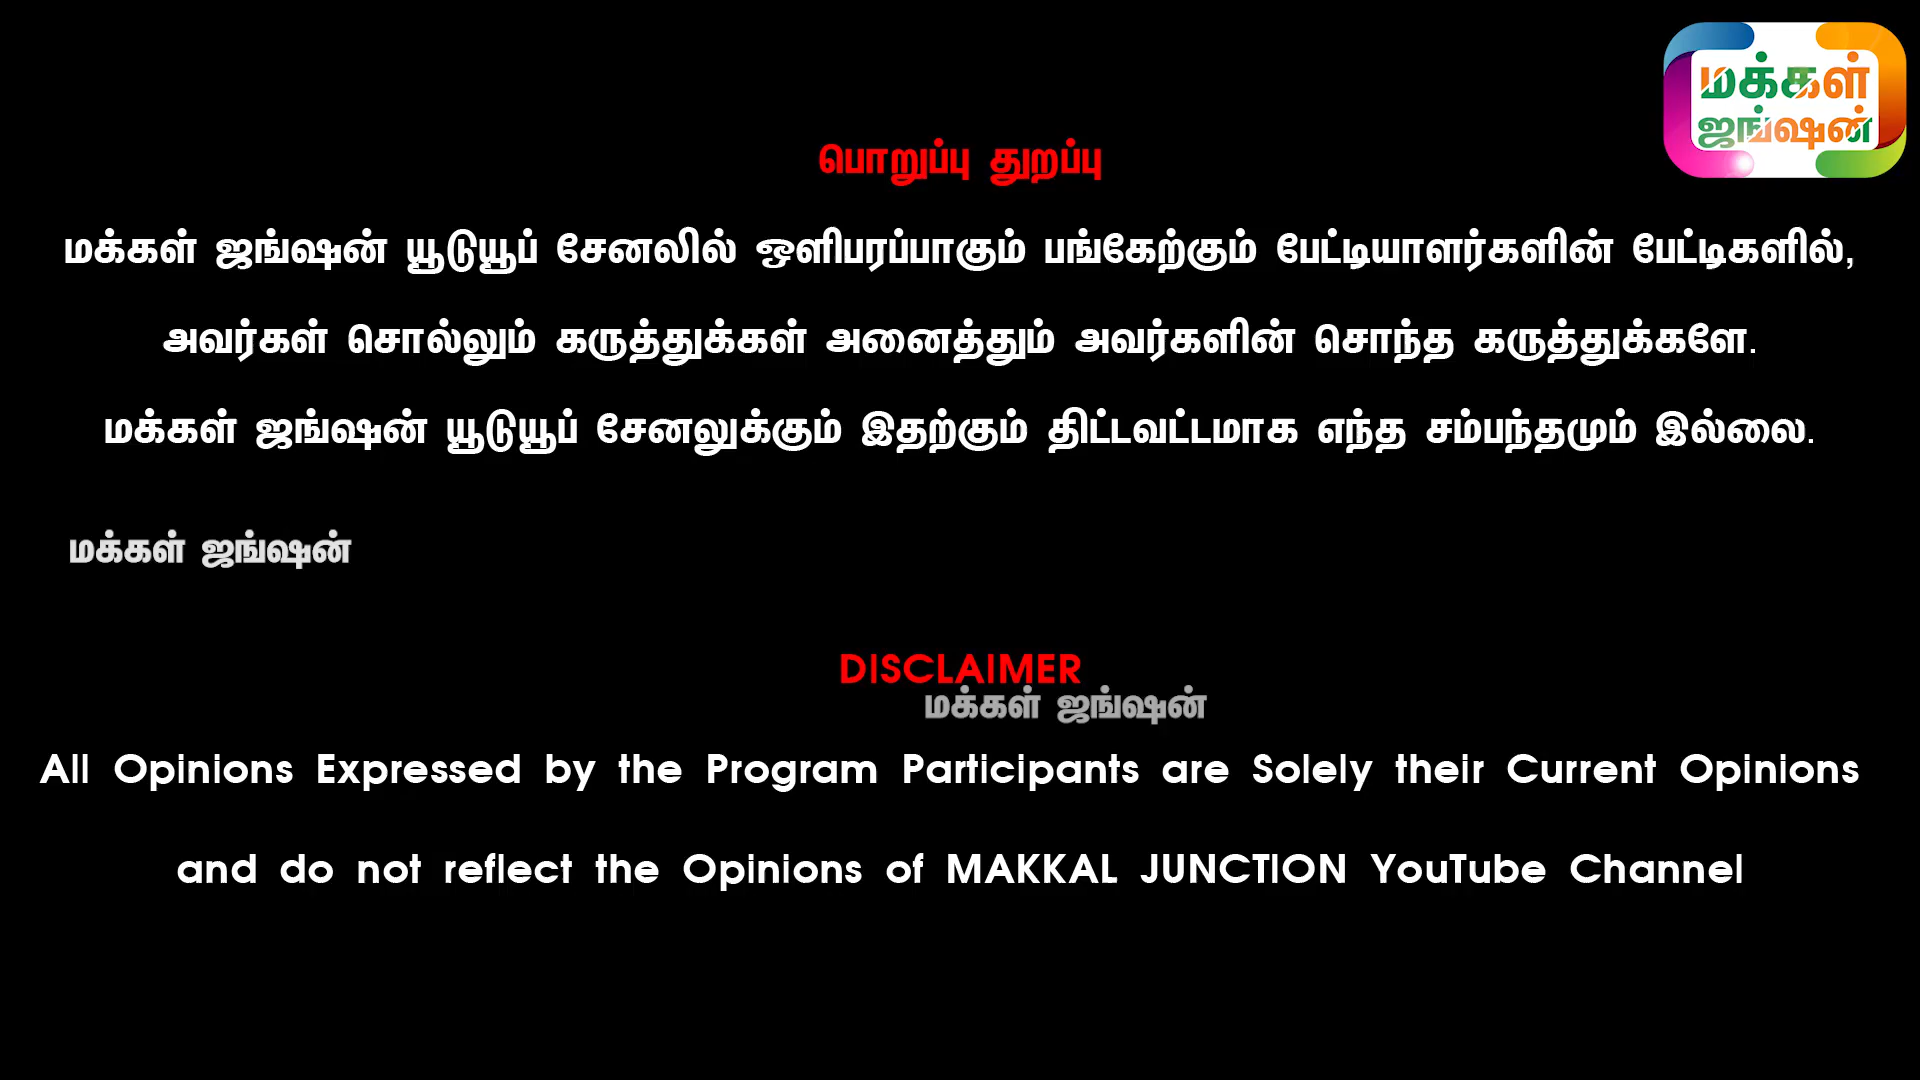 மக்கள்
ஜங்ஷன்
பொறுப்பு துறப்பு
மக்கள் ஜங்ஷன் யூடுயூப் சேனலில் ஒளிபரப்பாகும் பங்கேற்கும் பேட்டியாளர்களின் பேட்டிகளில்,
அவர்கள் சொல்லும் கருத்துக்கள் அனைத்தும் அவர்களின் சொந்த கருத்துக்களே.
மக்கள் ஜங்ஷன் யூடுயூப் சேனலுக்கும் இதற்கும் திட்டவட்டமாக எந்த சம்பந்தமும் இல்லை.
மக்கள் ஜங்ஷன்
DISCLAIMER
மக்கள் ஜங்ஷன்
All Opinions Expressed by the Program Participants are Solely their Current Opinions
and do not reflect the Opinions of MAKKAL JUNCTION YouTube Channel